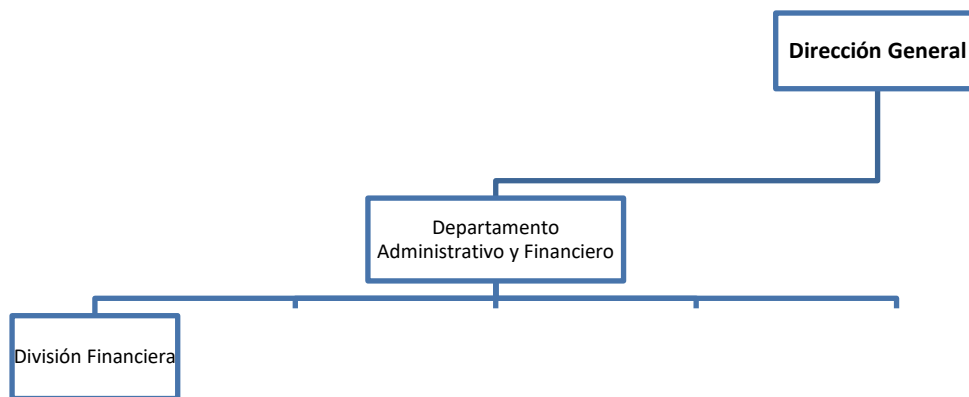 Dirección General
Departamento
Administrativo y Financiero
División Financiera